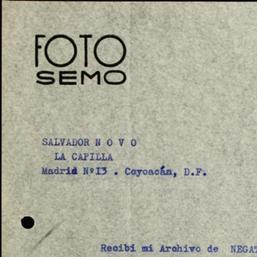 FOTO
SEMO
SALVADOR N O V O
LA CAPILLA
Madrid Nº13 . Coyoacán, D.F.
Recibí mi Archivo de NEGAT